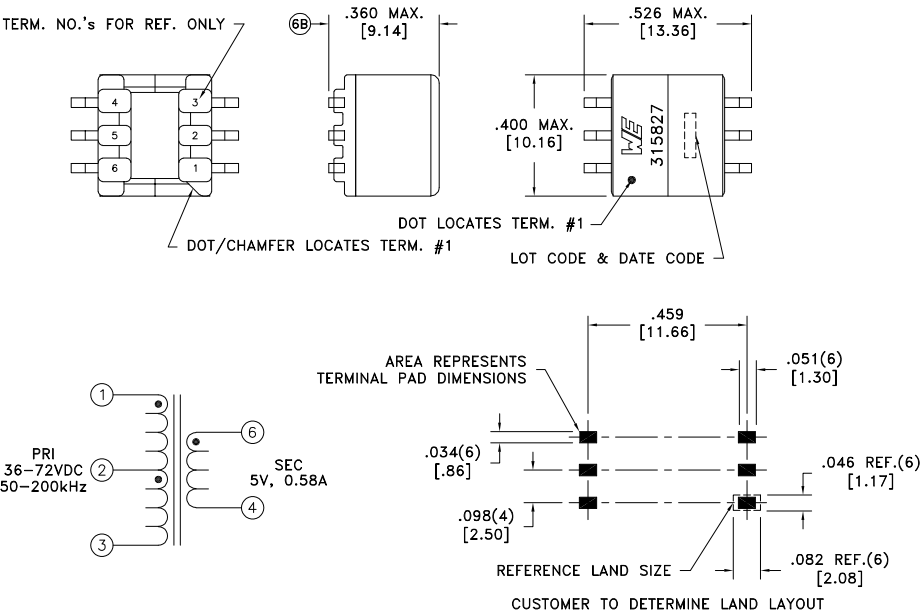 TERM. NO.'s FOR REF. ONLY
6B
.360 MAX.
[9.14]
.526 MAX.
[13.36]
4
3
5
2
6
1
.400 MAX.
[10.16]
WE
315827
DOT LOCATES TERM. #1
DOT/CHAMFER LOCATES TERM. #1
LOT CODE & DATE CODE
.459
[11.66]
AREA REPRESENTS
TERMINAL PAD DIMENSIONS
.051(6)
[1.30]
1
PRI
36-72VDC
50-200kHz
2
3
6
SEC
5V, 0.58A
4
.034(6)
[.86]
.098(4)
[2.50]
.046 REF.(6)
[1.17]
REFERENCE LAND SIZE
.082 REF.(6)
[2.08]
CUSTOMER TO DETERMINE LAND LAYOUT